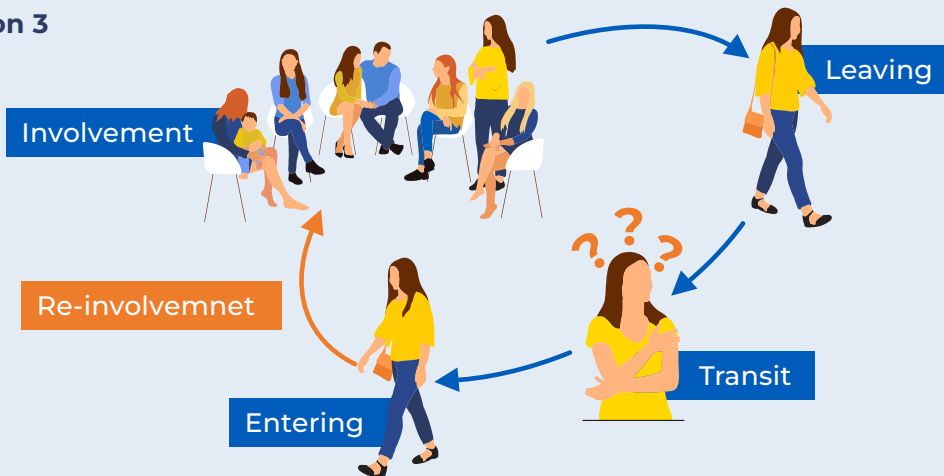 on 3
Involvement
Leaving
Re-involvemnet
? ? ?
Transit
Entering